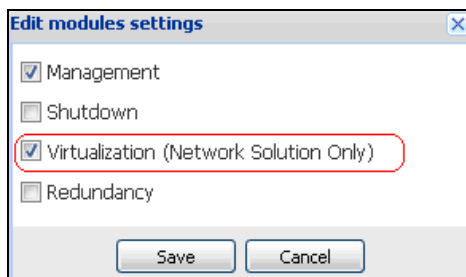 Edit modules settings
Management
Shutdown
Virtualization (Network Solution Only)
Redundancy
Save Cancel